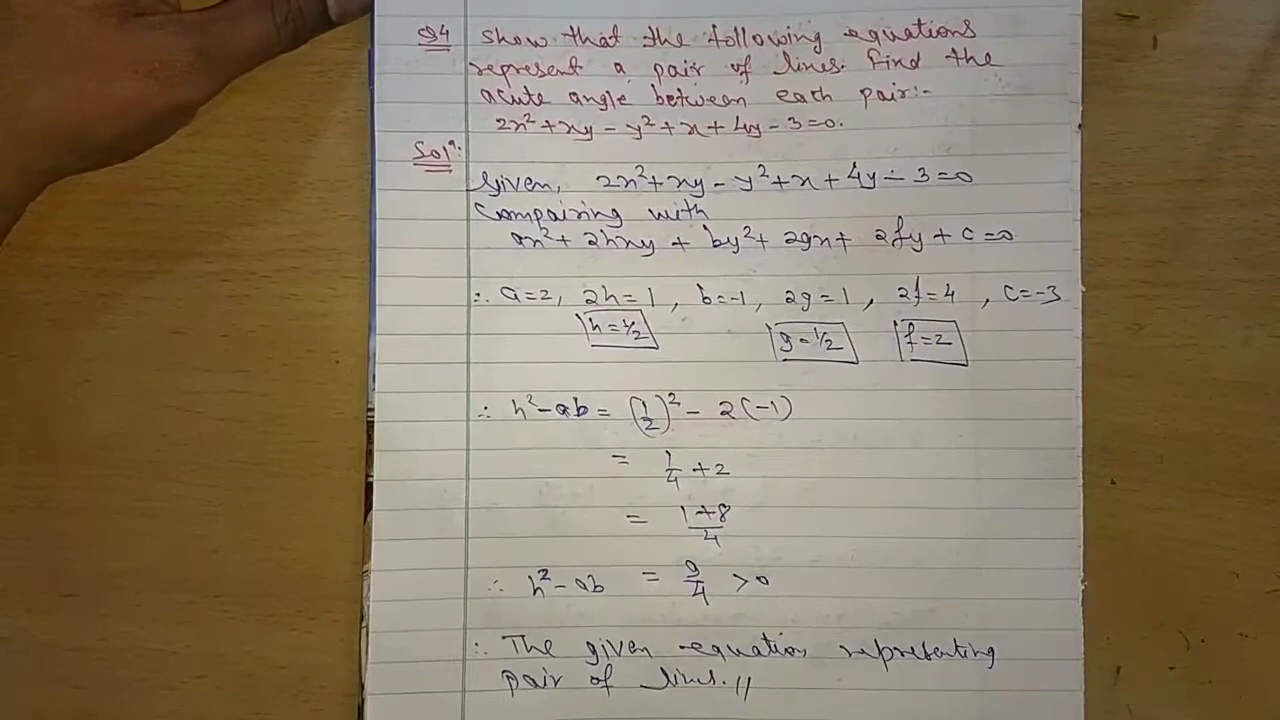 Q4 Show that the following equations
represent a pair of lines. Find the
acute angle between each pair:-
2x²+xy-y²+x+4y-3=0.
Solⁿ:
Given, 2x²+xy-y²+x+4y-3=0
Compairing with
ax²+2hxy+by²+2gx+2fy+c=0
∴ a=2, 2h=1, b=-1, 2g=1, 2f=4, c=-3
h=1/2 g=1/2 f=2
∴ h²-ab = (1/2)² - 2(-1)
= 1/4 + 2
= 1+8/4
∴ h²-ab = 9/4 >0
∴ The given equation representing
pair of lines.//